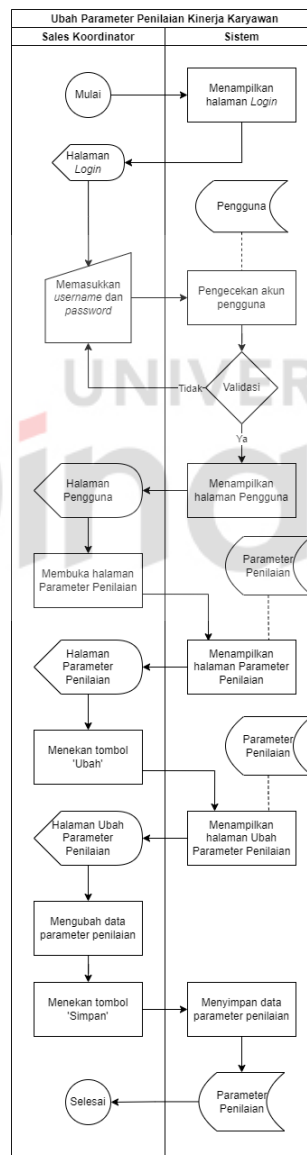 Ubah Parameter Penilaian Kinerja Karyawan
Sales Koordinator
Sistem
Mulai
Menampilkan
halaman Login
Halaman
Login
Pengguna
Memasukkan
username dan
password
Pengecekan akun
pengguna
Tidak
Validasi
Ya
Halaman
Pengguna
Menampilkan
halaman Pengguna
Membuka halaman
Parameter Penilaian
Parameter
Penilaian
Halaman
Parameter
Penilaian
Menampilkan
halaman Parameter
Penilaian
Menekan tombol
'Ubah'
Parameter
Penilaian
Halaman Ubah
Parameter
Penilaian
Menampilkan
halaman Ubah
Parameter Penilaian
Mengubah data
parameter penilaian
Menekan tombol
'Simpan'
Menyimpan data
parameter penilaian
Selesai
Parameter
Penilaian